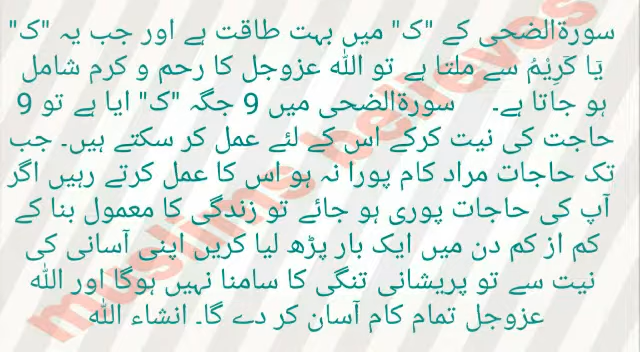 سورۃالضحی کے "ک" میں بہت طاقت ہے اور جب یہ "ک"
یَا کَرِیْمُ سے ملتا ہے تو اللہ عزوجل کا رحم و کرم شامل
ہو جاتا ہے۔ سورۃالضحی میں 9 جگہ "ک" ایا ہے تو 9
حاجت کی نیت کرکے اس کے لئے عمل کر سکتے ہیں۔ جب
تک حاجات مراد کام پورا نہ ہو اس کا عمل کرتے رہیں اگر
آپ کی حاجات پوری ہو جائے تو زندگی کا معمول بنا کے
کم از کم دن میں ایک بار پڑھ لیا کریں اپنی آسانی کی
نیت سے تو پریشانی تنگی کا سامنا نہیں ہوگا اور اللہ
عزوجل تمام کام آسان کر دے گا۔ انشاء اللہ
muslims believes